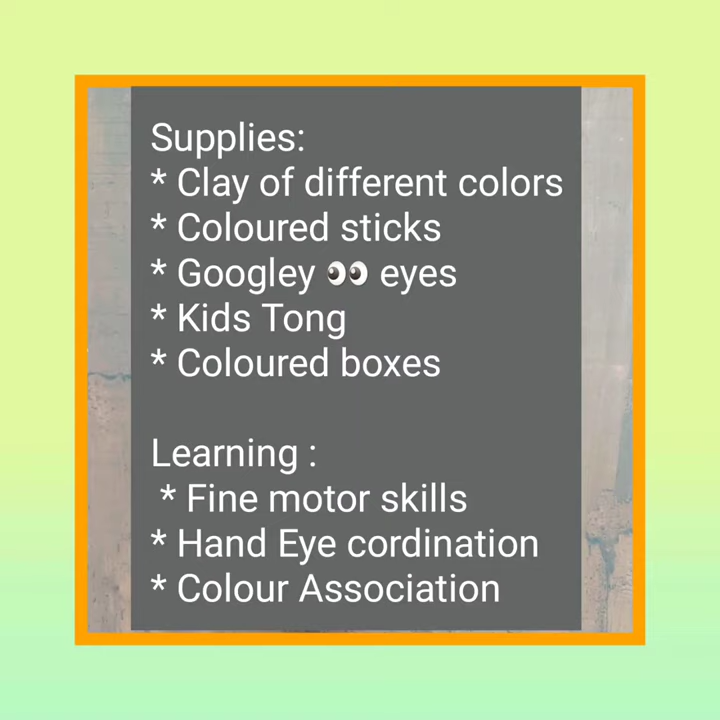 Supplies:
* Clay of different colors
* Coloured sticks
* Googley 👀 eyes
* Kids Tong
* Coloured boxes
Learning :
* Fine motor skills
* Hand Eye cordination
* Colour Association